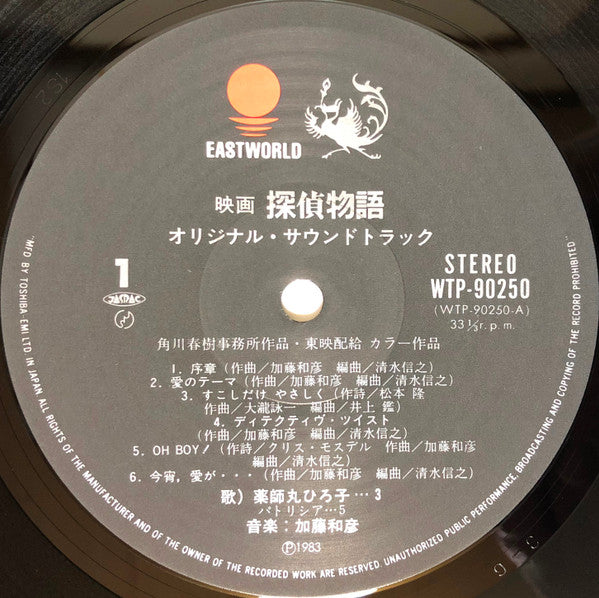 EASTWORLD
映画 探偵物語
オリジナル・サウンドトラック
1
JASRAC
STEREO
WTP-90250
(WTP-90250-A)
33⅓r.p.m.
角川春樹事務所作品・東映配給 カラー作品
1. 序章 (作曲/加藤和彦 編曲/清水信之)
2. 愛のテーマ (作曲/加藤和彦 編曲/清水信之)
3. すこしだけ やさしく (作詩/松本 隆
作曲/大瀧詠一 編曲/井上 鑑)
4. ディテクティヴ・ツイスト
(作曲/加藤和彦 編曲/清水信之)
5. OH BOY! (作詩/クリス・モスデル 作曲/加藤和彦
編曲/清水信之)
6. 今宵,愛が・・・ (作曲/加藤和彦 編曲/清水信之)
歌) 薬師丸ひろ子…3
パトリシア…5
音楽:加藤和彦
Ⓟ1983
"MFD. BY TOSHIBA-EMI LTD. IN JAPAN. ALL RIGHTS OF THE MANUFACTURER AND OF THE OWNER OF THE RECORDED WORK ARE RESERVED. UNAUTHORIZED PUBLIC PERFORMANCE, BROADCASTING AND COPYING OF THE RECORD PROHIBITED."